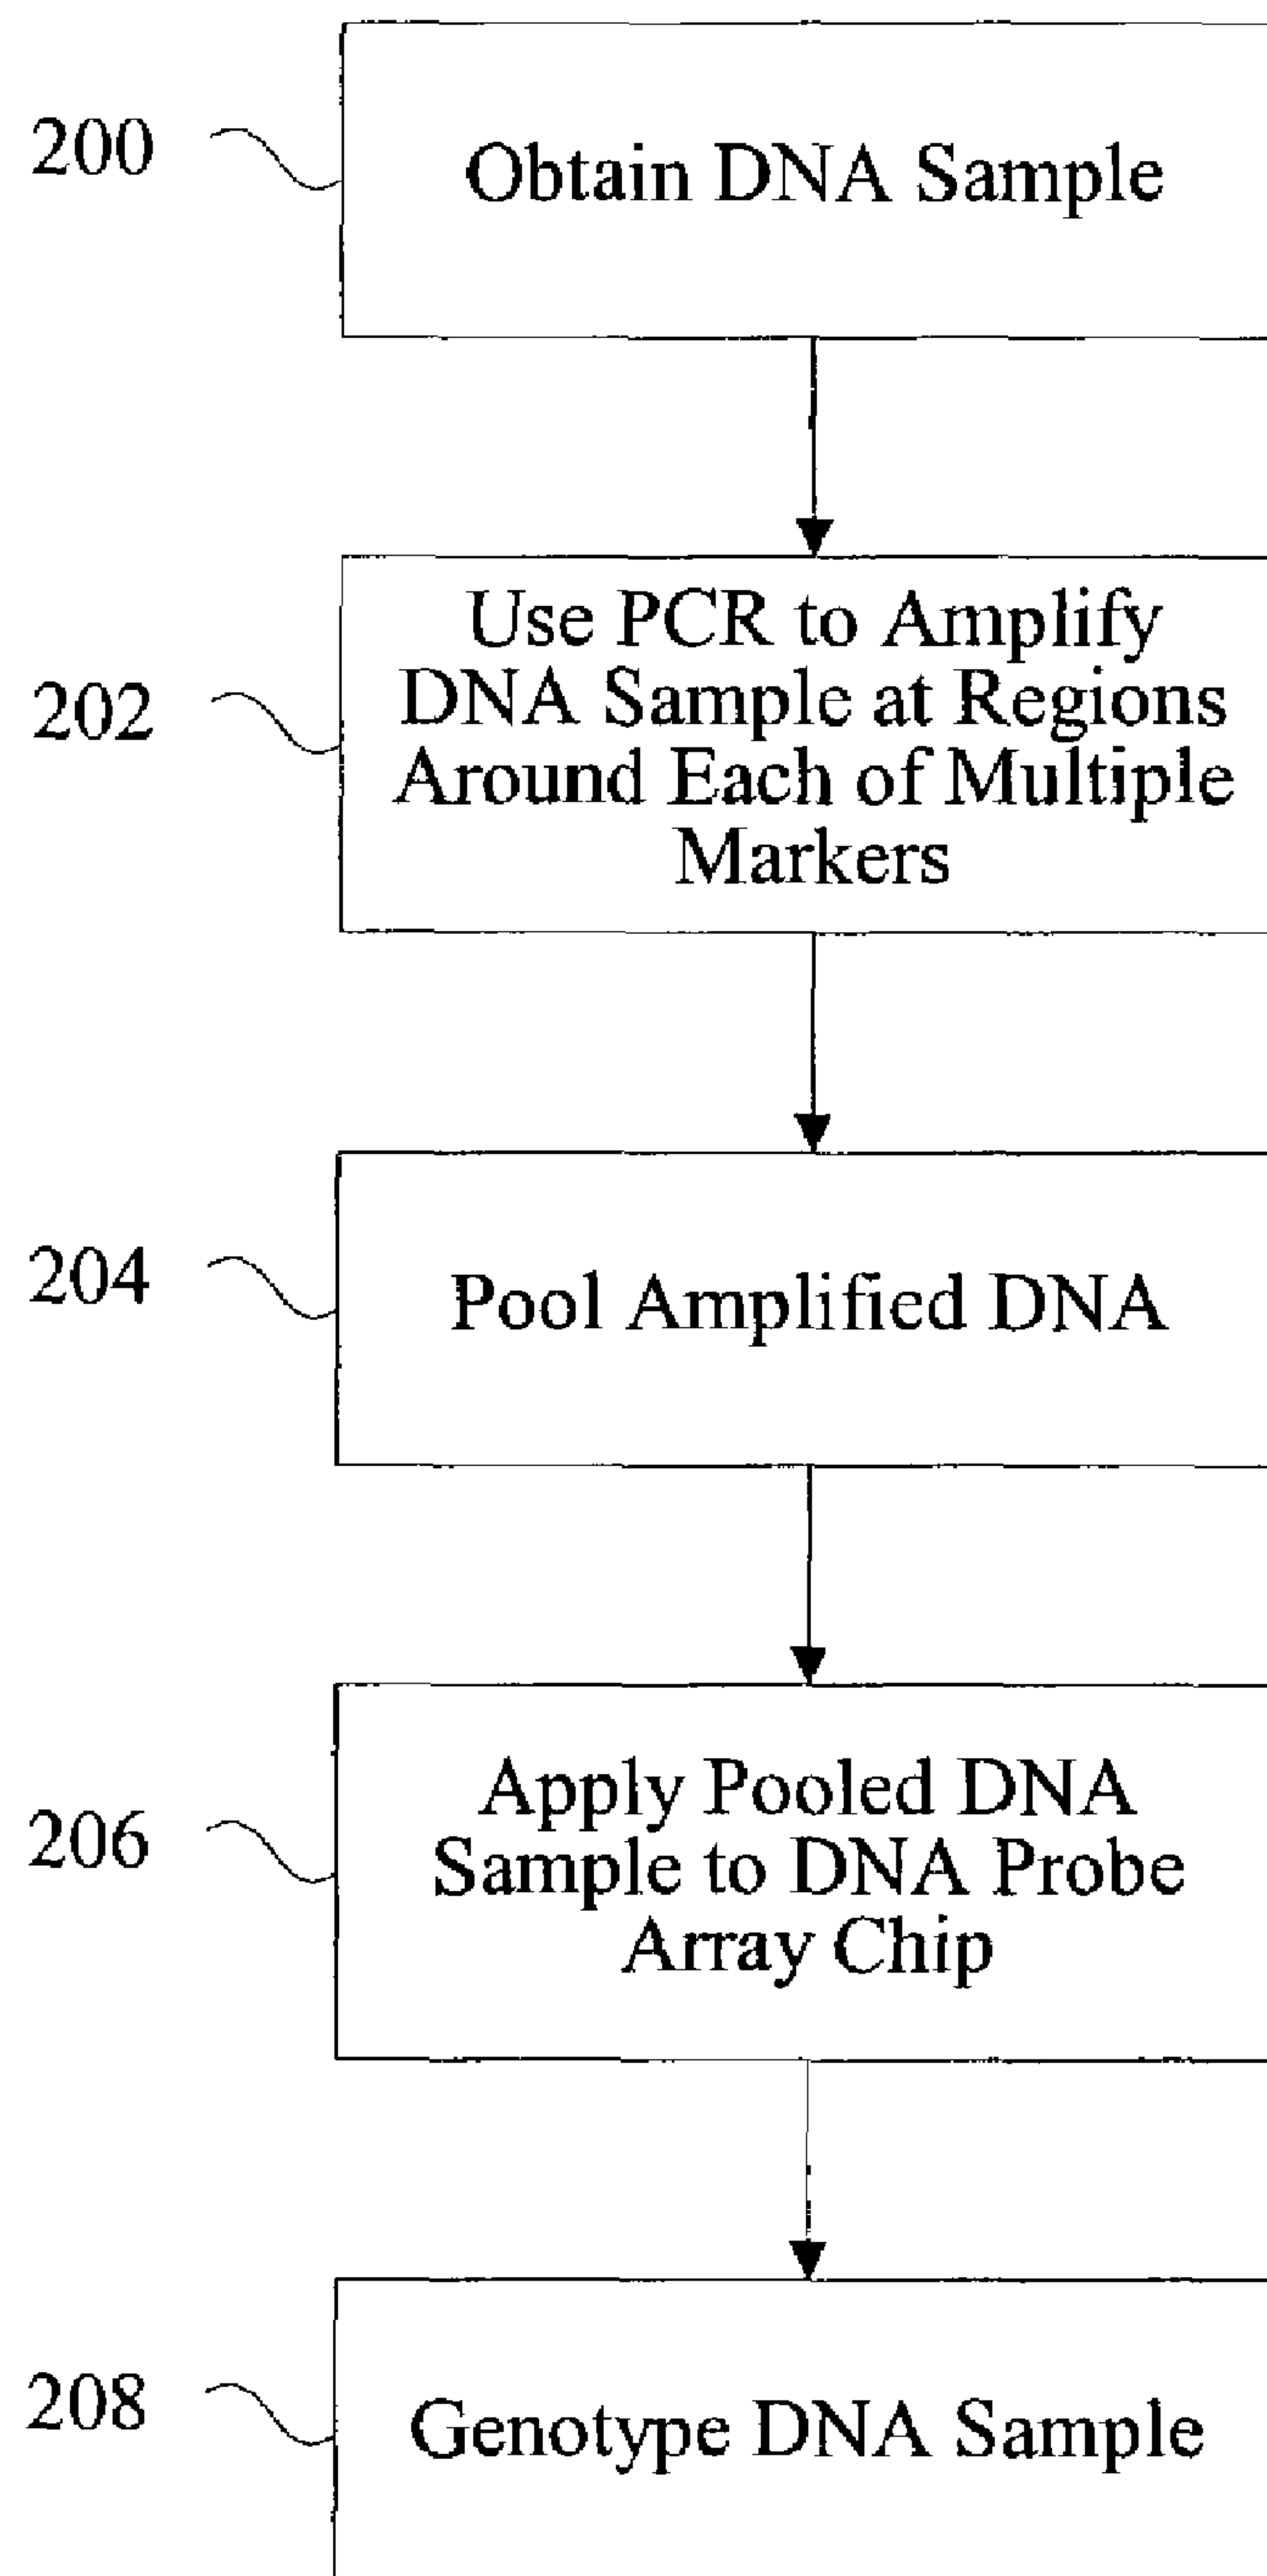 200
Obtain DNA Sample
202
Use PCR to Amplify
DNA Sample at Regions
Around Each of Multiple
Markers
204
Pool Amplified DNA
206
Apply Pooled DNA
Sample to DNA Probe
Array Chip
208
Genotype DNA Sample